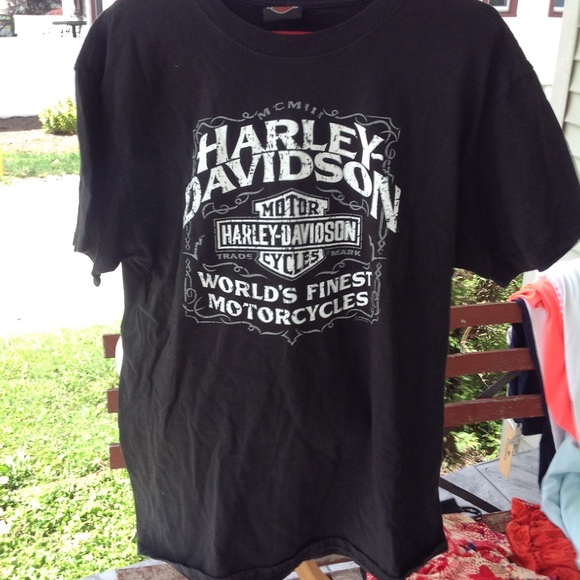 MCMIII
HARLEY-
DAVIDSON
MOTOR
HARLEY-DAVIDSON
CYCLES
TRADE MARK
WORLD'S FINEST
MOTORCYCLES